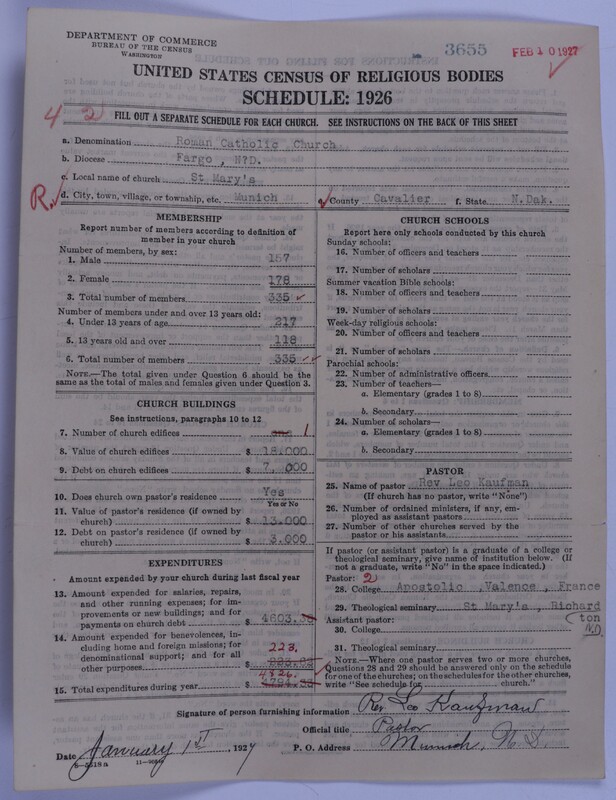 DEPARTMENT OF COMMERCE
BUREAU OF THE CENSUS
WASHINGTON
3655
FEB 10 1927
UNITED STATES CENSUS OF RELIGIOUS BODIES
SCHEDULE: 1926
4 2
FILL OUT A SEPARATE SCHEDULE FOR EACH CHURCH. SEE INSTRUCTIONS ON THE BACK OF THIS SHEET
a. Denomination Roman Catholic Church
b. Diocese Fargo , N?D.
c. Local name of church St Mary's
R. d. City, town, village, or township, etc. Munich e. County Cavalier f. State N.Dak.
MEMBERSHIP
Report number of members according to definition of
member in your church
Number of members, by sex:
1. Male 157
2. Female 178
3. Total number of members 335
Number of members under and over 13 years old:
4. Under 13 years of age 217
5. 13 years old and over 118
6. Total number of members 335
NOTE.—The total given under Question 6 should be the
same as the total of males and females given under Question 3.
CHURCH BUILDINGS
See instructions, paragraphs 10 to 12
7. Number of church edifices one 1
8. Value of church edifices $ 18.000
9. Debt on church edifices $ 7,000
10. Does church own pastor's residence Yes
Yes or No
11. Value of pastor's residence (if owned by
church) $ 13.000
12. Debt on pastor's residence (if owned by
church) $ 3.000
EXPENDITURES
Amount expended by your church during last fiscal year
13. Amount expended for salaries, repairs,
and other running expenses; for im-
provements or new buildings; and for
payments on church debt $ 4603.
14. Amount expended for benevolences,
including home and foreign missions; for
denominational support; and for all
other purposes $
223.
4826.
15. Total expenditures during year $
CHURCH SCHOOLS
Report here only schools conducted by this church
Sunday schools:
16. Number of officers and teachers
17. Number of scholars
Summer vacation Bible schools:
18. Number of officers and teachers
19. Number of scholars
Week-day religious schools:
20. Number of officers and teachers
21. Number of scholars
Parochial schools:
22. Number of administrative officers
23. Number of teachers—
a. Elementary (grades 1 to 8)
b. Secondary
24. Number of scholars—
a. Elementary (grades 1 to 8)
b. Secondary
PASTOR
25. Name of pastor Rev Leo Kaufman
(If church has no pastor, write "None")
26. Number of ordained ministers, if any, em-
ployed as assistant pastors
27. Number of other churches served by the
pastor or his assistants
If pastor (or assistant pastor) is a graduate of a college or
theological seminary, give name of institution below. (If
not a graduate, write "No" in the space indicated.)
Pastor: 2
28. College Apostolic , Valence, France
29. Theological seminary St Mary's , Richard
ton
N.D
Assistant pastor:
30. College
31. Theological seminary
NOTE.—Where one pastor serves two or more churches,
Questions 28 and 29 should be answered only on the schedule
for one of the churches; on the schedules for the other churches,
write "See schedule for church."
Signature of person furnishing information Rev Leo Kaufman
Official title Pastor
Date January 1st, 1927 P. O. Address Munich, N D